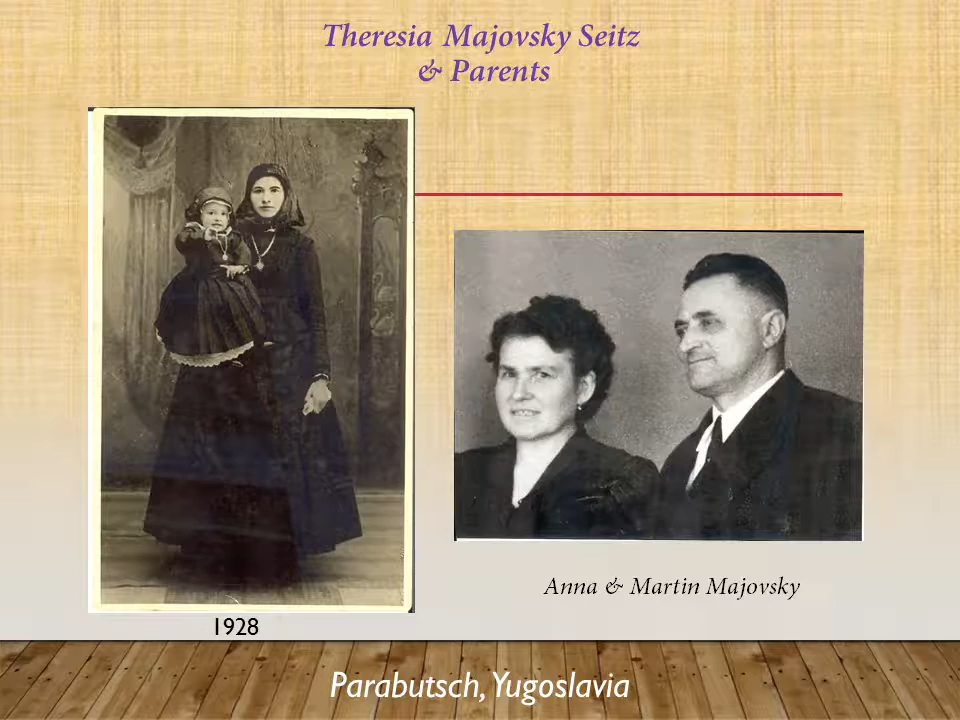 Theresia Majovsky Seitz
& Parents
1928
Anna & Martin Majovsky
Parabutsch, Yugoslavia